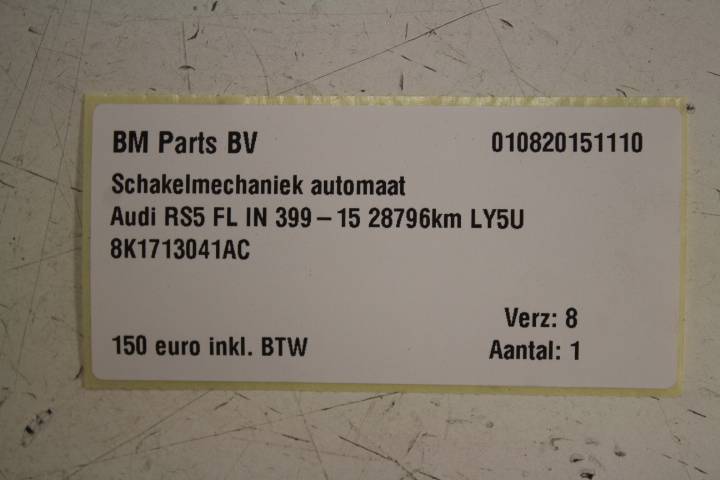 BM Parts BV 010820151110
Schakelmechaniek automaat
Audi RS5 FL IN 399 – 15 28796km LY5U
8K1713041AC
Verz: 8
150 euro inkl. BTW Aantal: 1